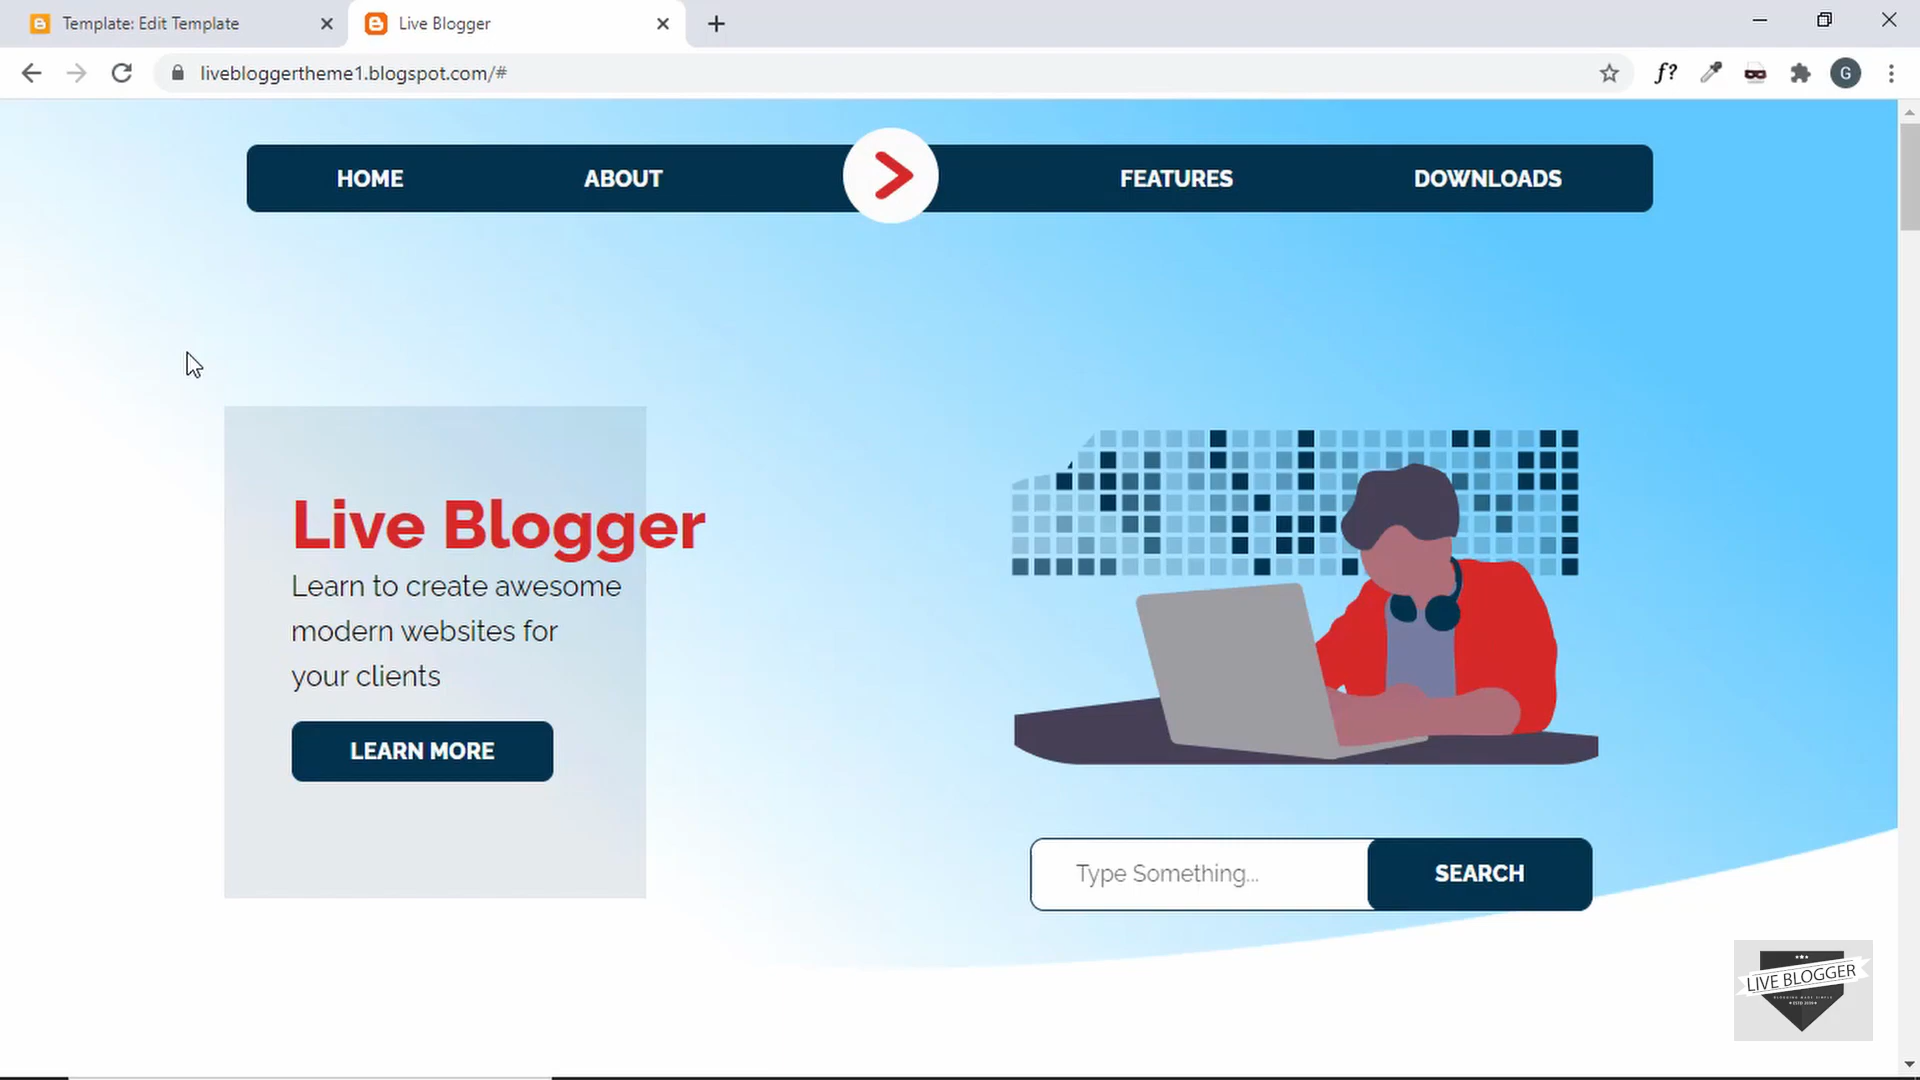 Template: Edit Template
Live Blogger
livebloggertheme1.blogspot.com/#
f?
G
HOME
ABOUT
FEATURES
DOWNLOADS
Live Blogger
Learn to create awesome
modern websites for
your clients
LEARN MORE
Type Something...
SEARCH
LIVE BLOGGER